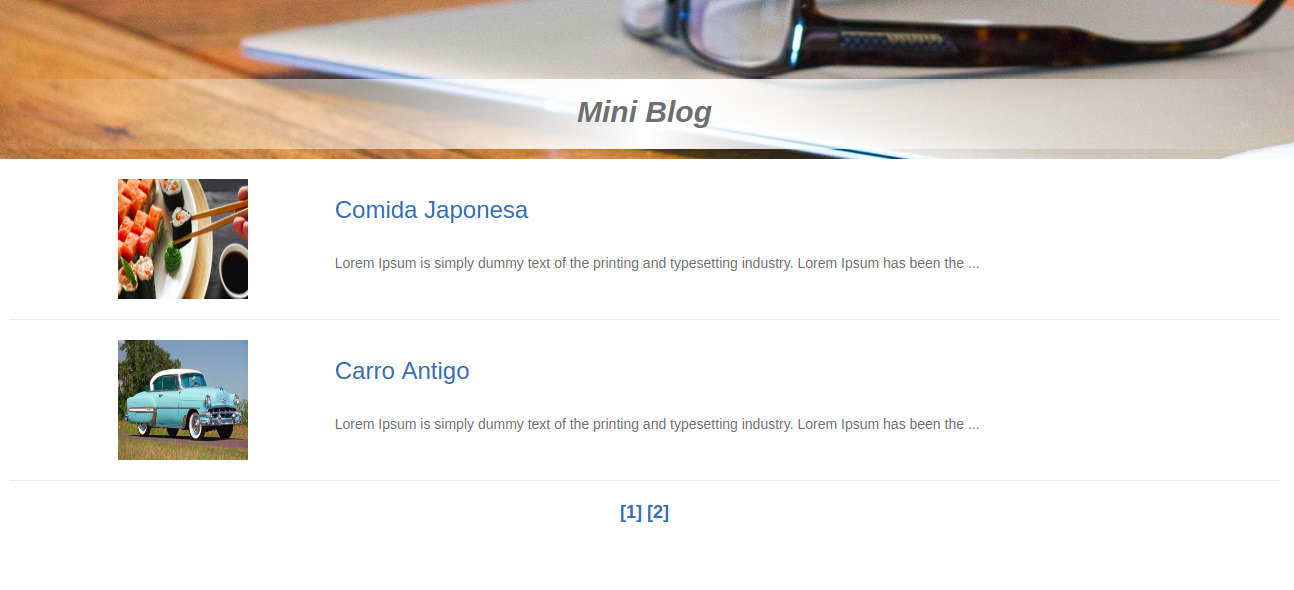 Mini Blog
Comida Japonesa
Lorem Ipsum is simply dummy text of the printing and typesetting industry. Lorem Ipsum has been the ...
Carro Antigo
Lorem Ipsum is simply dummy text of the printing and typesetting industry. Lorem Ipsum has been the ...
[1] [2]